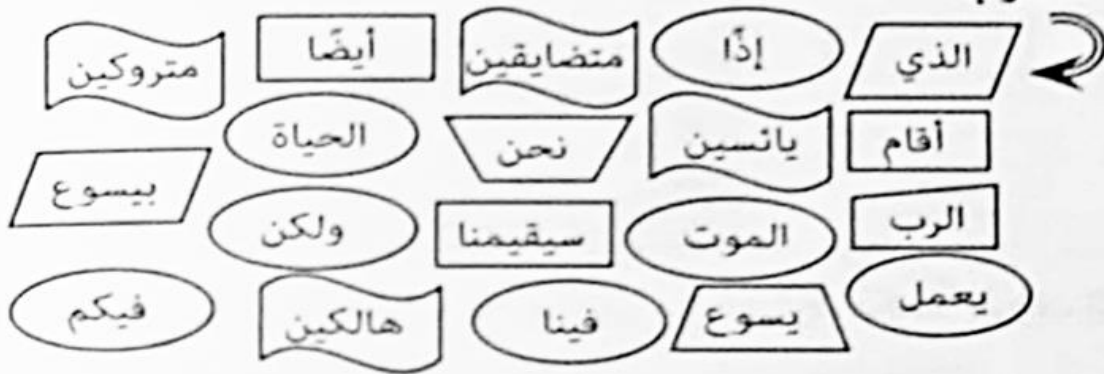 الذي إذًا متضايقين أيضًا متروكين
أقام يائسين نحن الحياة بيسوع
الرب الموت سيقيمنا ولكن
يعمل يسوع فينا هالكين فيكم